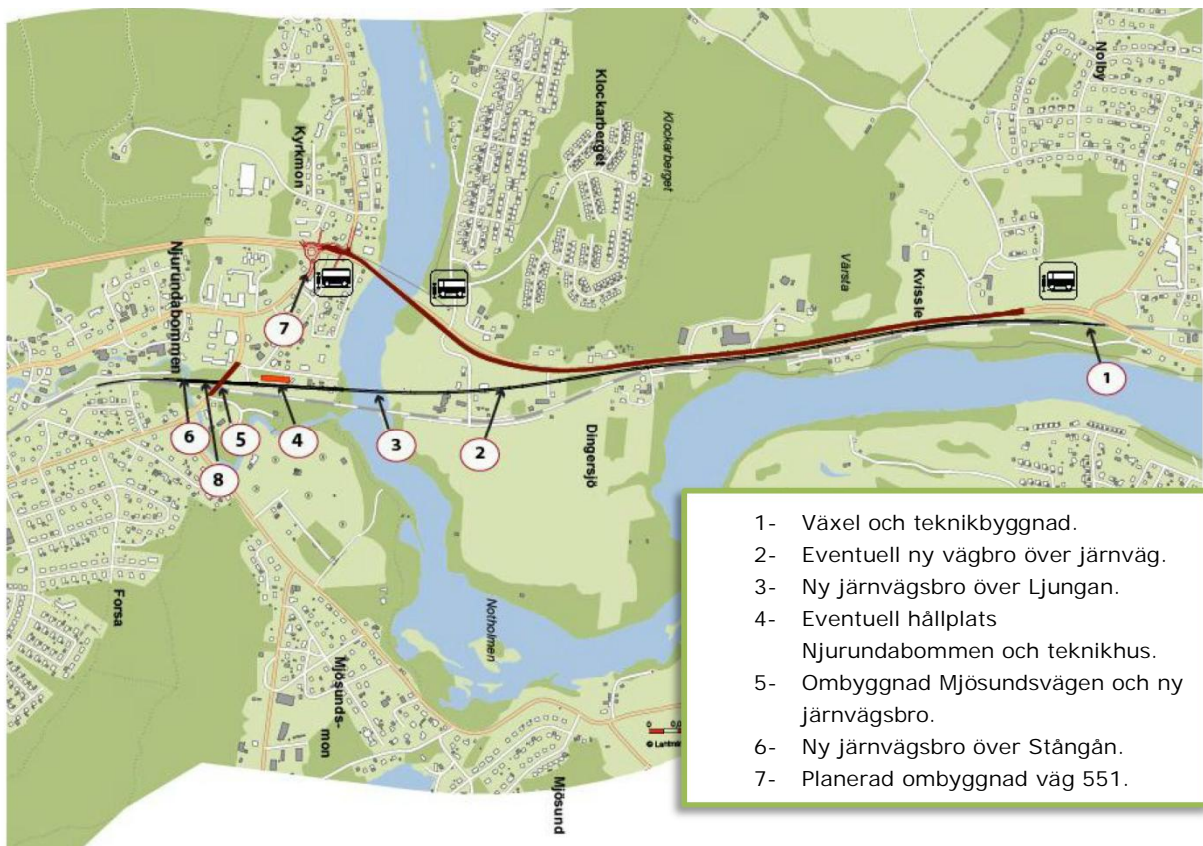 Nolby
Klockarberget
Klockarberget
Kyrkmon
Njurundabommen
Vårsta
Kvissle
7
1
6
5
4
3
2
8
Dingersjö
Forsa
Notholmen
Mjösunds-
mon
Mjösund
0
1- Växel och teknikbyggnad.
2- Eventuell ny vägbro över järnväg.
3- Ny järnvägsbro över Ljungan.
4- Eventuell hållplats
Njurundabommen och teknikhus.
5- Ombyggnad Mjösundsvägen och ny
järnvägsbro.
6- Ny järnvägsbro över Stångån.
7- Planerad ombyggnad väg 551.